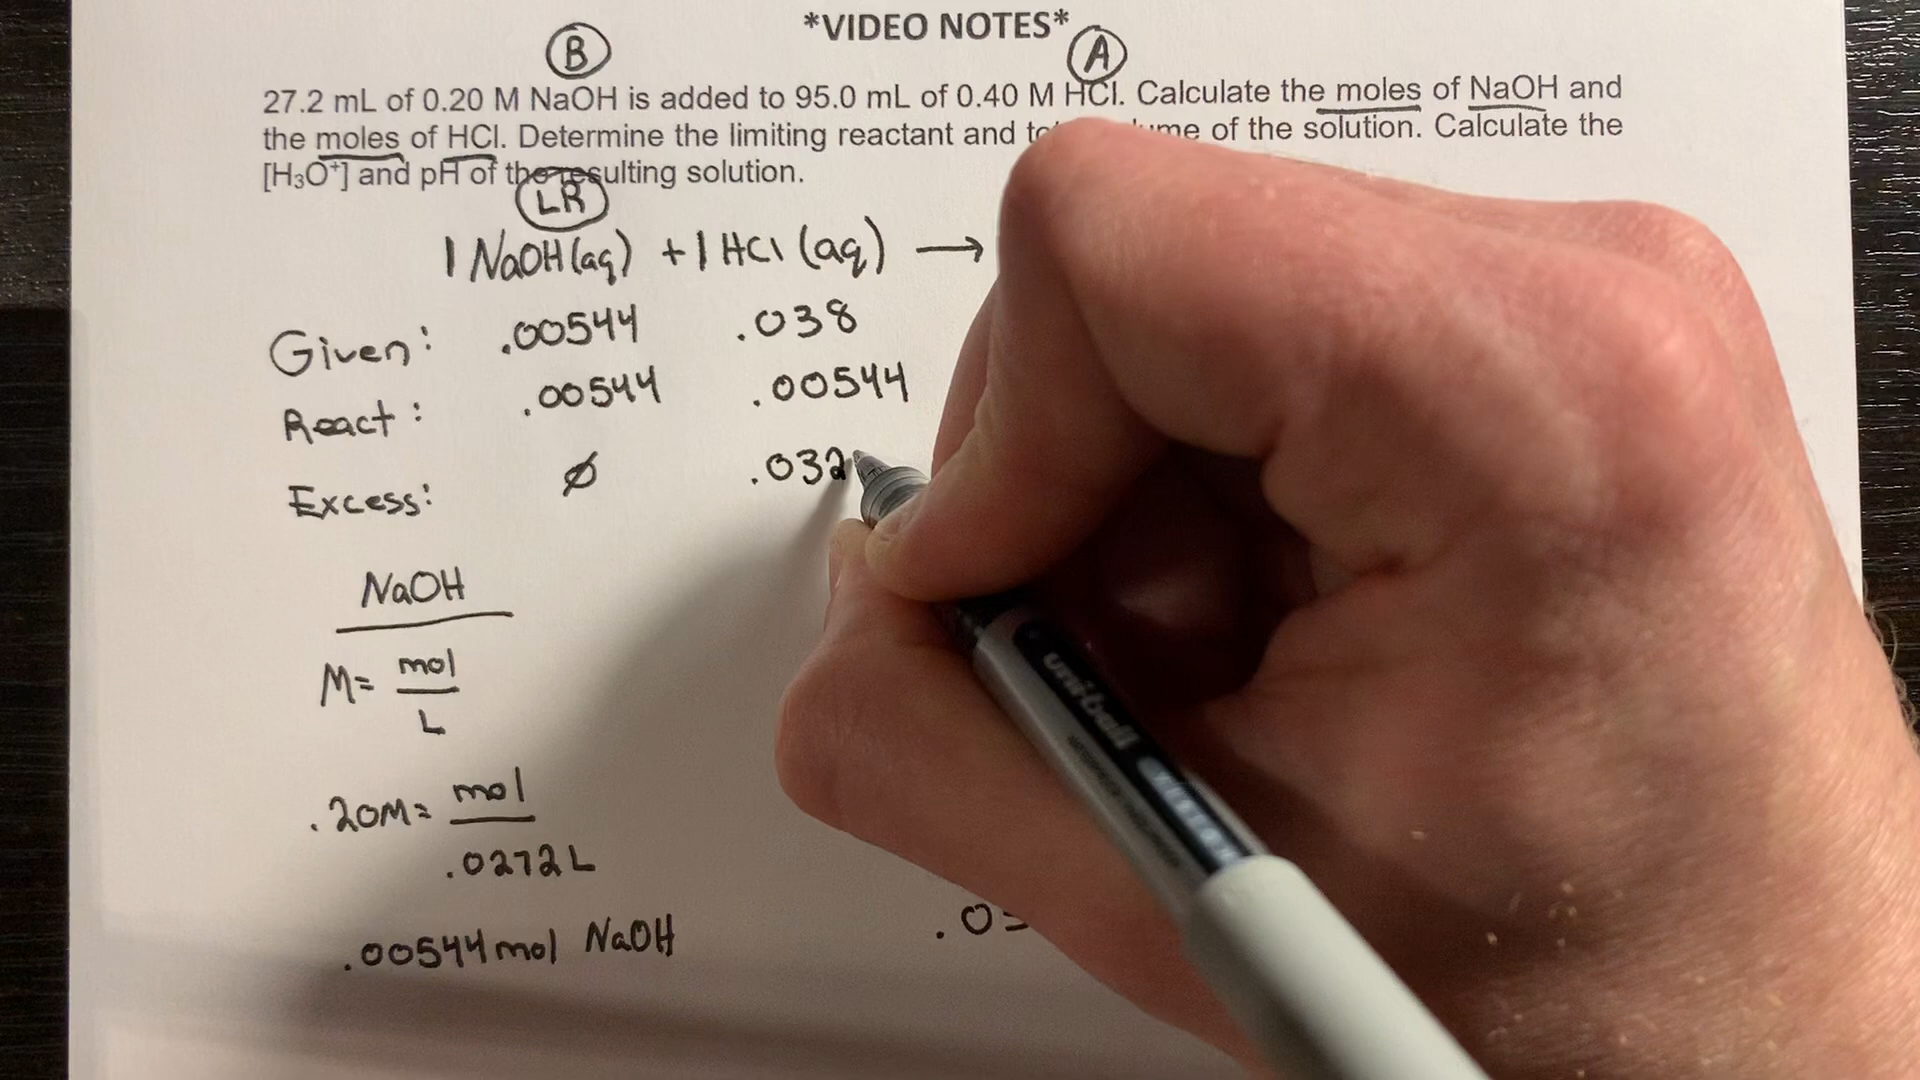 *VIDEO NOTES*
B
A
27.2 mL of 0.20 M NaOH is added to 95.0 mL of 0.40 M HCl. Calculate the moles of NaOH and
the moles of HCl. Determine the limiting reactant and of the solution. Calculate the
[H₃O⁺] and pH of the resulting solution.
LR
1 NaOH(aq) + 1 HCl (aq) →
Given: .00544 .038
React: .00544 .00544
Excess: ∅ .032
NaOH
M= mol
L
.20M= mol
.0272L
.00544 mol NaOH
uni-ball